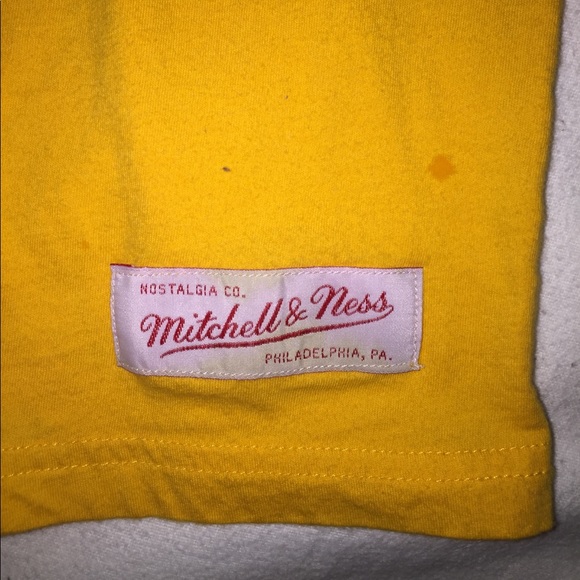 NOSTALGIA CO.
Mitchell & Ness
PHILADELPHIA, PA.